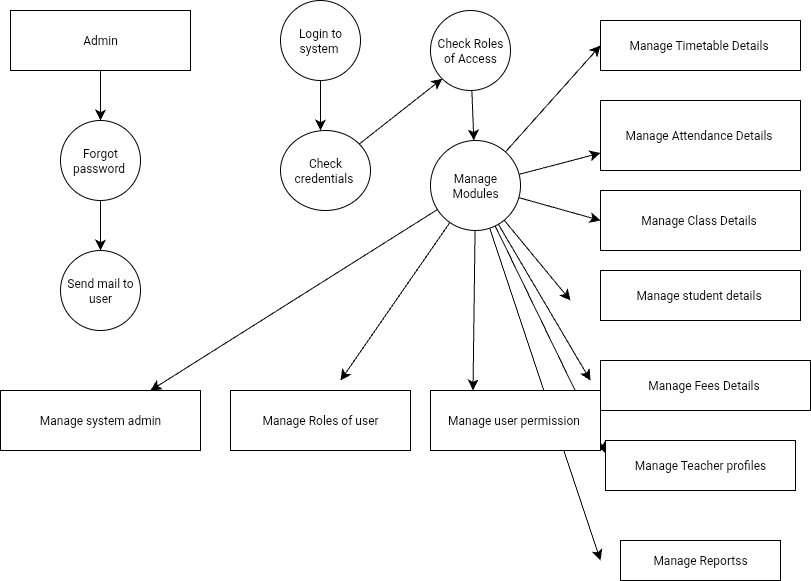 Admin
Login to
system
Check Roles
of Access
Manage Timetable Details
Forgot
password
Check
credentials
Manage
Modules
Manage Attendance Details
Manage Class Details
Send mail to
user
Manage student details
Manage Fees Details
Manage system admin
Manage Roles of user
Manage user permission
Manage Teacher profiles
Manage Reportss